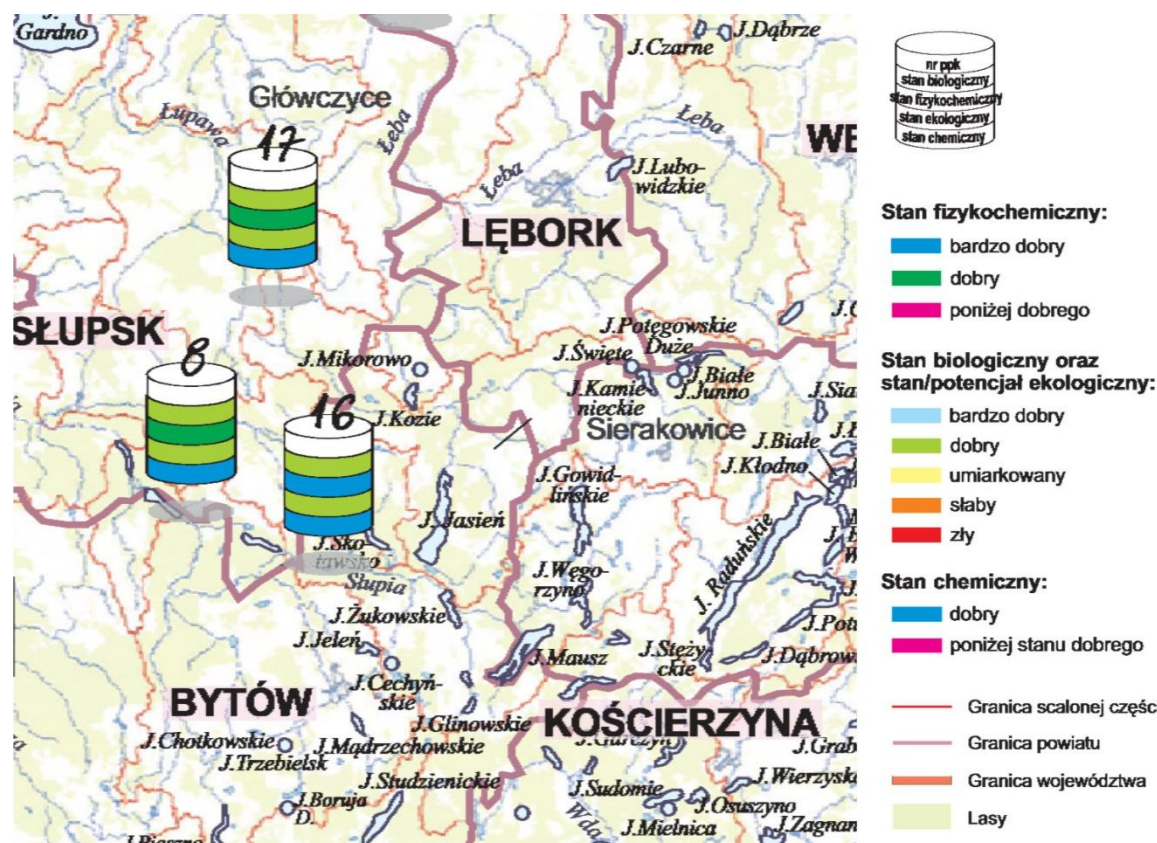 Gardno
J.Czarne
J.Dąbrze
Główczyce
Łupawa
Łeba
Łeba
Łeba
17
J.Lubo-
widzkie
LĘBORK
SŁUPSK
8
16
J.Mikorowo
J.Kozie
J.Potęgowskie
Duże
J.Święte
J.Białe
J.Junno
J.Kamie
nieckie
Sierakowice
J.Białe
J.Kłodno
J.Gowid-
lińskie
J.Jasień
J.Sko-
tawsko
Słupia
J. Raduńskie
J.Węgo-
rzyno
J.Żukowskie
J.Jeleń
J.Mausz
J.Stęży-
ckie
J.Dąbrow
J.Cechyń-
skie
BYTÓW
J.Glinowskie
KOŚCIERZYNA
J.Chotkowskie
J.Mądrzechowskie
J.Trzebielsk
J.Studzienickie
J.Wierzysk
J.Sudomie
J.Boruja
D.
J.Osuszyno
Wda
J.Mielnica
J.Zagnan
nr ppk
stan biologiczny
stan fizykochemiczny
stan ekologiczny
stan chemiczny
Stan fizykochemiczny:
bardzo dobry
dobry
poniżej dobrego
Stan biologiczny oraz
stan/potencjał ekologiczny:
bardzo dobry
dobry
umiarkowany
słaby
zły
Stan chemiczny:
dobry
poniżej stanu dobrego
Granica scalonej częśc
Granica powiatu
Granica województwa
Lasy